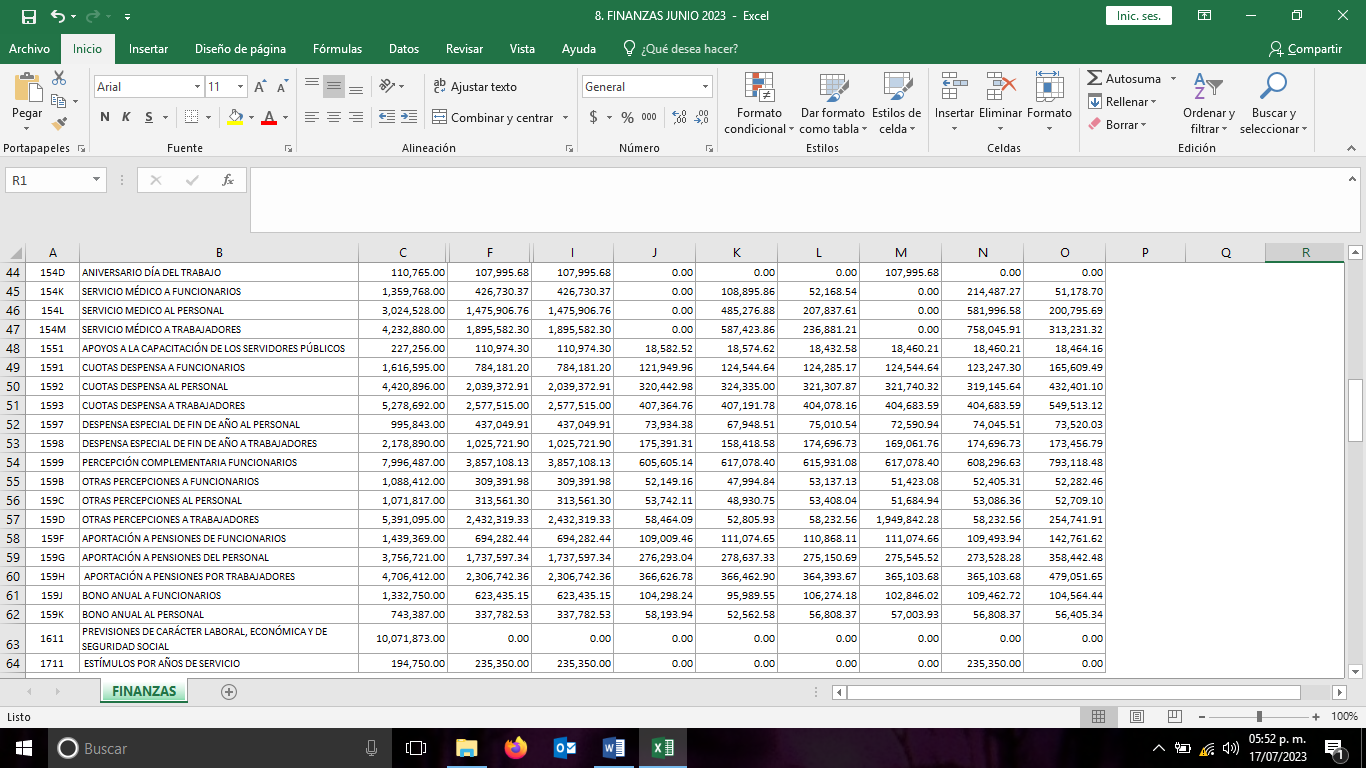 8. FINANZAS JUNIO 2023 - Excel
Inic. ses.
Archivo Inicio Insertar Diseño de página Fórmulas Datos Revisar Vista Ayuda ¿Qué desea hacer? Compartir
Arial 11 Ajustar texto General
Pegar N K S Combinar y centrar $ % 000
Formato condicional Dar formato como tabla Estilos de celda Insertar Eliminar Formato
Autosuma
Rellenar
Borrar
Ordenar y filtrar Buscar y seleccionar
Portapapeles Fuente Alineación Número Estilos Celdas Edición
R1 fx
A B C F I J K L M N O P Q R
44 154D ANIVERSARIO DÍA DEL TRABAJO 110,765.00 107,995.68 107,995.68 0.00 0.00 0.00 107,995.68 0.00 0.00
45 154K SERVICIO MÉDICO A FUNCIONARIOS 1,359,768.00 426,730.37 426,730.37 0.00 108,895.86 52,168.54 0.00 214,487.27 51,178.70
46 154L SERVICIO MEDICO AL PERSONAL 3,024,528.00 1,475,906.76 1,475,906.76 0.00 485,276.88 207,837.61 0.00 581,996.58 200,795.69
47 154M SERVICIO MÉDICO A TRABAJADORES 4,232,880.00 1,895,582.30 1,895,582.30 0.00 587,423.86 236,881.21 0.00 758,045.91 313,231.32
48 1551 APOYOS A LA CAPACITACIÓN DE LOS SERVIDORES PÚBLICOS 227,256.00 110,974.30 110,974.30 18,582.52 18,574.62 18,432.58 18,460.21 18,460.21 18,464.16
49 1591 CUOTAS DESPENSA A FUNCIONARIOS 1,616,595.00 784,181.20 784,181.20 121,949.96 124,544.64 124,285.17 124,544.64 123,247.30 165,609.49
50 1592 CUOTAS DESPENSA AL PERSONAL 4,420,896.00 2,039,372.91 2,039,372.91 320,442.98 324,335.00 321,307.87 321,740.32 319,145.64 432,401.10
51 1593 CUOTAS DESPENSA A TRABAJADORES 5,278,692.00 2,577,515.00 2,577,515.00 407,364.76 407,191.78 404,078.16 404,683.59 404,683.59 549,513.12
52 1597 DESPENSA ESPECIAL DE FIN DE AÑO AL PERSONAL 995,843.00 437,049.91 437,049.91 73,934.38 67,948.51 75,010.54 72,590.94 74,045.51 73,520.03
53 1598 DESPENSA ESPECIAL DE FIN DE AÑO A TRABAJADORES 2,178,890.00 1,025,721.90 1,025,721.90 175,391.31 158,418.58 174,696.73 169,061.76 174,696.73 173,456.79
54 1599 PERCEPCIÓN COMPLEMENTARIA FUNCIONARIOS 7,996,487.00 3,857,108.13 3,857,108.13 605,605.14 617,078.40 615,931.08 617,078.40 608,296.63 793,118.48
55 159B OTRAS PERCEPCIONES A FUNCIONARIOS 1,088,412.00 309,391.98 309,391.98 52,149.16 47,994.84 53,137.13 51,423.08 52,405.31 52,282.46
56 159C OTRAS PERCEPCIONES AL PERSONAL 1,071,817.00 313,561.30 313,561.30 53,742.11 48,930.75 53,408.04 51,684.94 53,086.36 52,709.10
57 159D OTRAS PERCEPCIONES A TRABAJADORES 5,391,095.00 2,432,319.33 2,432,319.33 58,464.09 52,805.93 58,232.56 1,949,842.28 58,232.56 254,741.91
58 159F APORTACIÓN A PENSIONES DE FUNCIONARIOS 1,439,369.00 694,282.44 694,282.44 109,009.46 111,074.65 110,868.11 111,074.66 109,493.94 142,761.62
59 159G APORTACIÓN A PENSIONES DEL PERSONAL 3,756,721.00 1,737,597.34 1,737,597.34 276,293.04 278,637.33 275,150.69 275,545.52 273,528.28 358,442.48
60 159H APORTACIÓN A PENSIONES POR TRABAJADORES 4,706,412.00 2,306,742.36 2,306,742.36 366,626.78 366,462.90 364,393.67 365,103.68 365,103.68 479,051.65
61 159J BONO ANUAL A FUNCIONARIOS 1,332,750.00 623,435.15 623,435.15 104,298.24 95,989.55 106,274.18 102,846.02 109,462.72 104,564.44
62 159K BONO ANUAL AL PERSONAL 743,387.00 337,782.53 337,782.53 58,193.94 52,562.58 56,808.37 57,003.93 56,808.37 56,405.34
63 1611 PREVISIONES DE CARÁCTER LABORAL, ECONÓMICA Y DE SEGURIDAD SOCIAL 10,071,873.00 0.00 0.00 0.00 0.00 0.00 0.00 0.00 0.00
64 1711 ESTÍMULOS POR AÑOS DE SERVICIO 194,750.00 235,350.00 235,350.00 0.00 0.00 0.00 0.00 235,350.00 0.00
FINANZAS
Listo 100%
Buscar 05:52 p. m.
17/07/2023 1